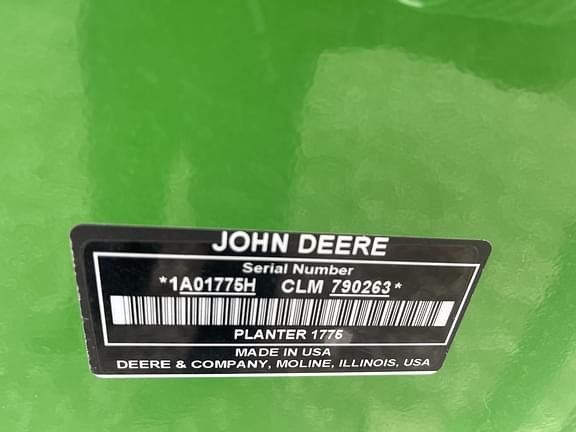 JOHN DEERE
Serial Number
*1A01775H CLM 790263*
PLANTER 1775
MADE IN USA
DEERE & COMPANY, MOLINE, ILLINOIS, USA